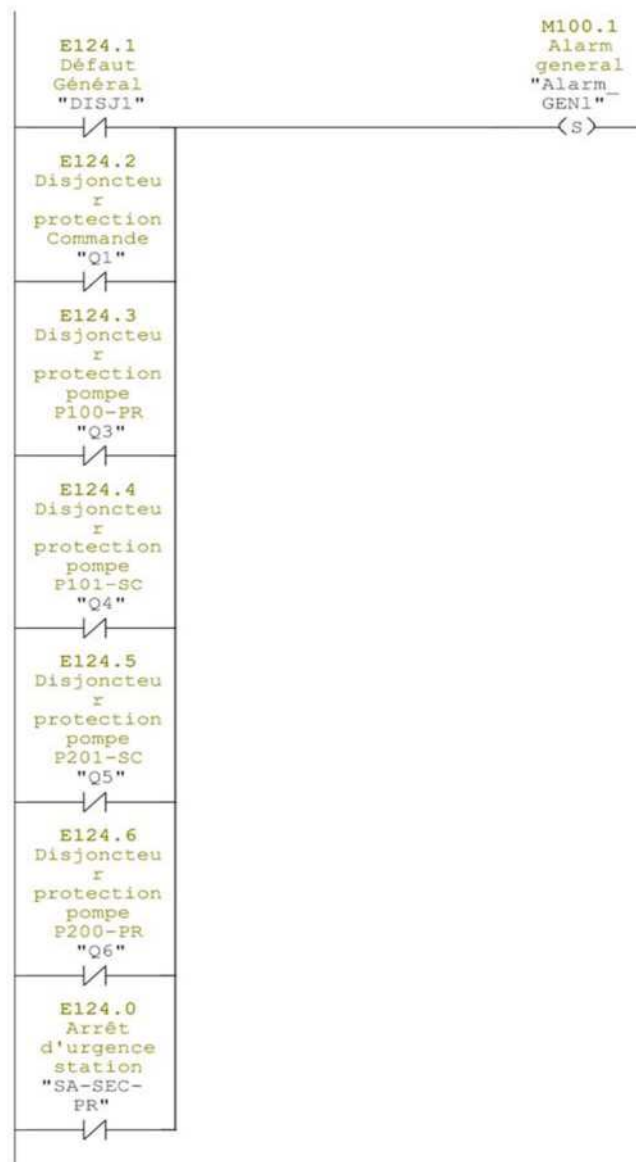 E124.1
Défaut
Général
"DISJ1"
M100.1
Alarm
general
"Alarm_
GEN1"
(S)
E124.2
Disjoncteu
r
protection
Commande
"Q1"
E124.3
Disjoncteu
r
protection
pompe
P100-PR
"Q3"
E124.4
Disjoncteu
r
protection
pompe
P101-SC
"Q4"
E124.5
Disjoncteu
r
protection
pompe
P201-SC
"Q5"
E124.6
Disjoncteu
r
protection
pompe
P200-PR
"Q6"
E124.0
Arrêt
d'urgence
station
"SA-SEC-
PR"